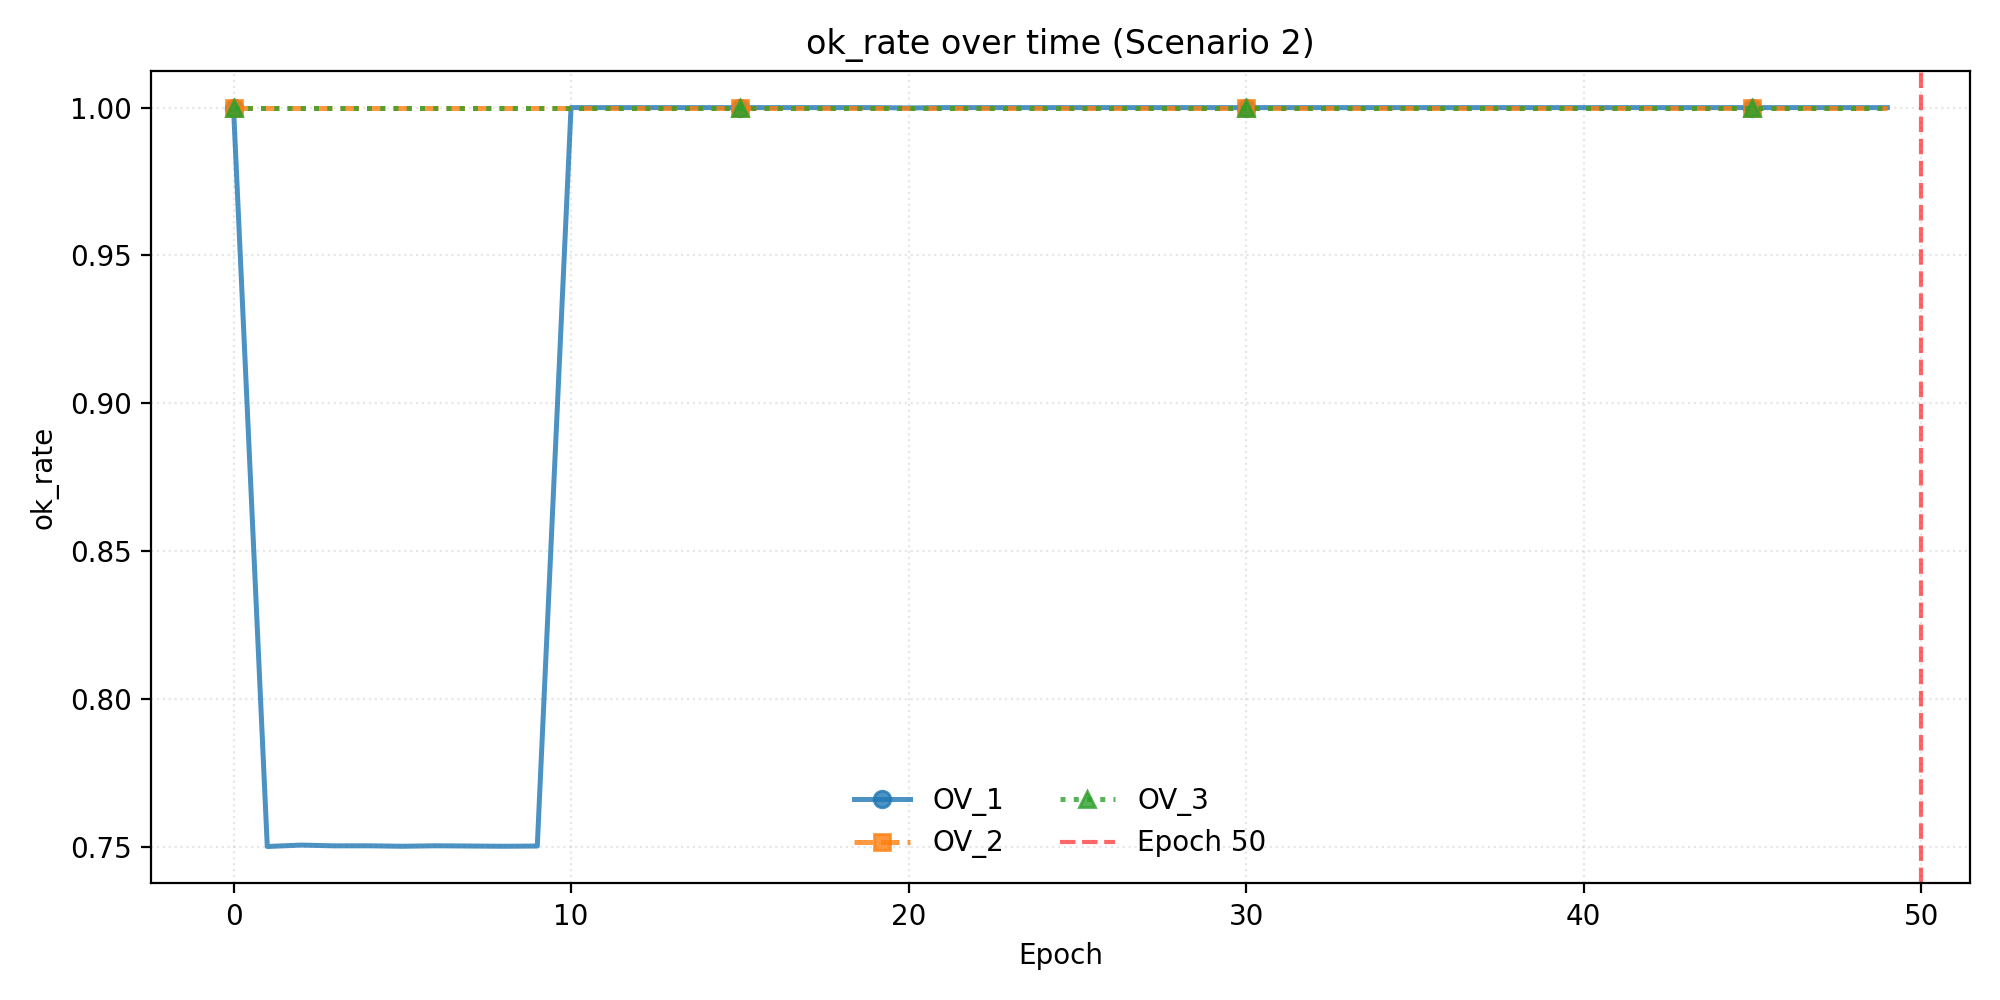 ok_rate over time (Scenario 2)
1.00
0.95
0.90
0.85
0.80
0.75
ok_rate
OV_1
OV_2
OV_3
Epoch 50
0 10 20 30 40 50
Epoch